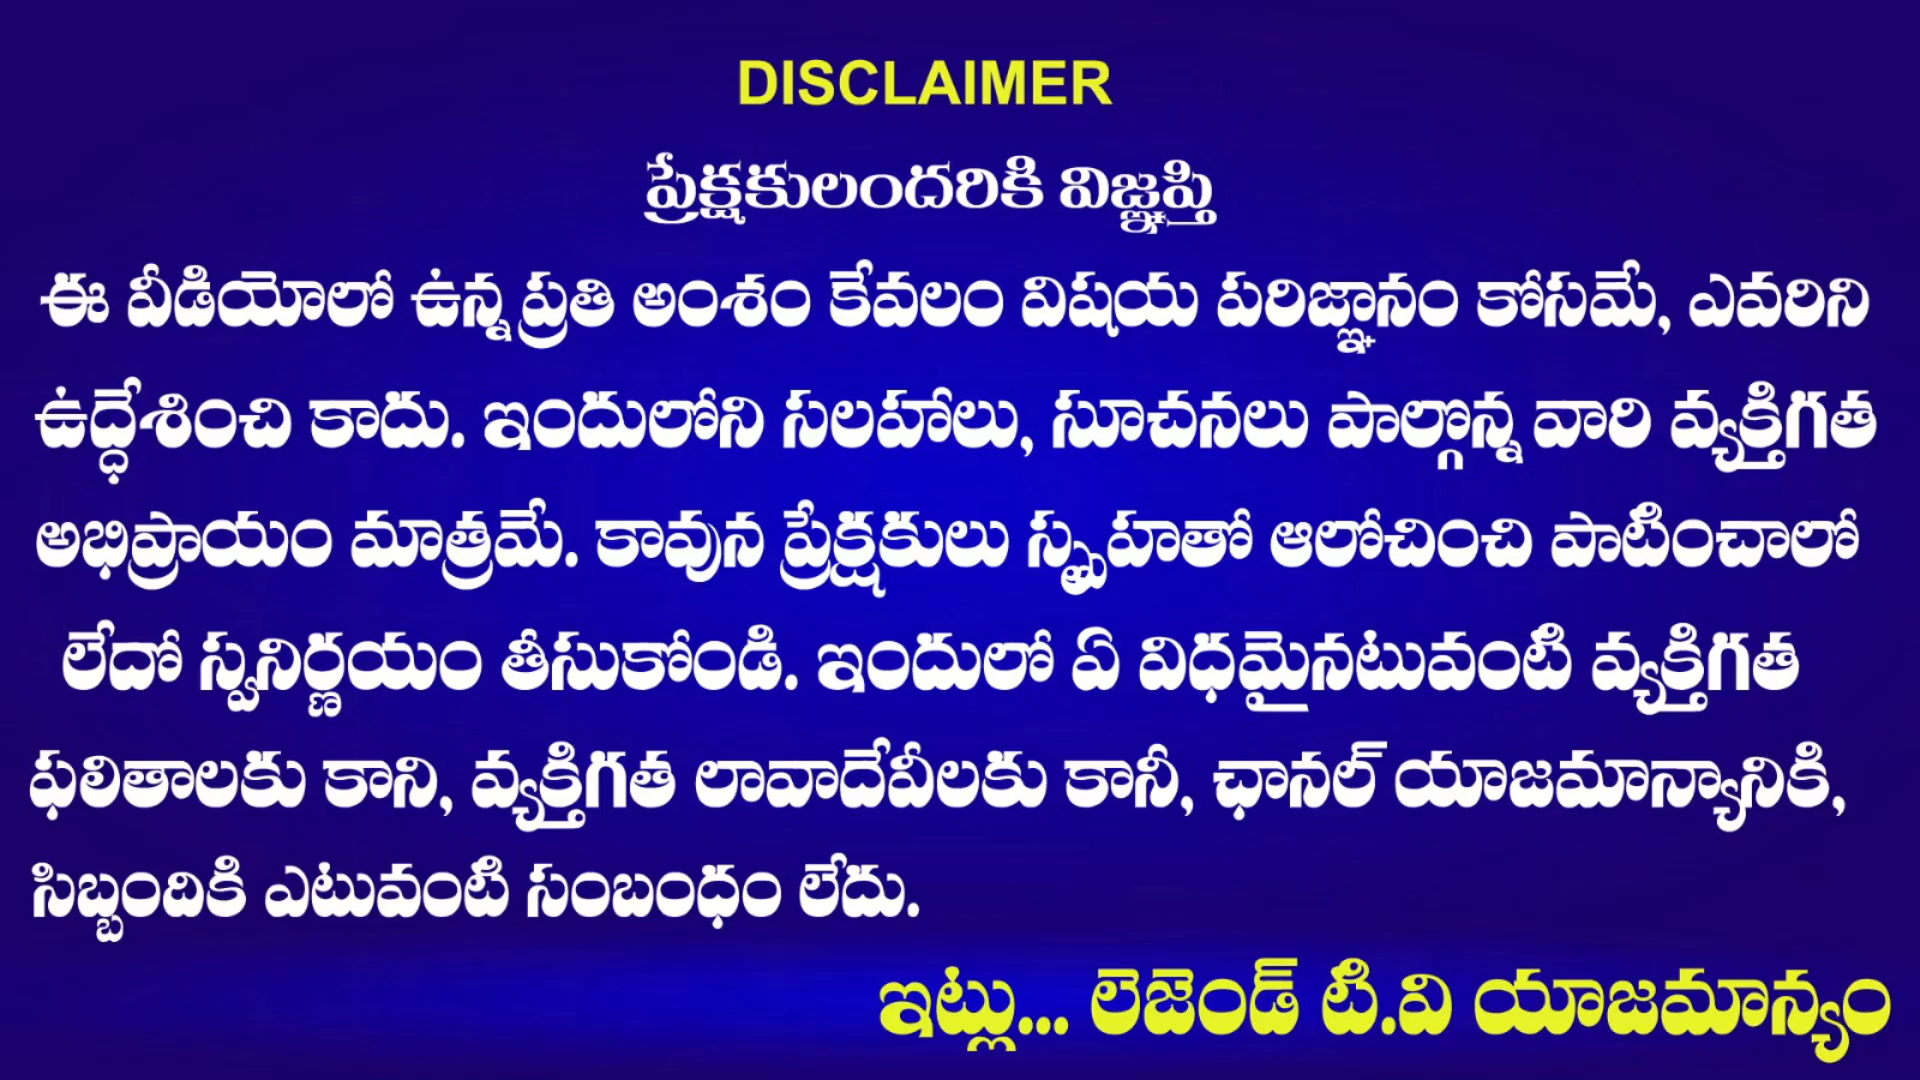 DISCLAIMER
ప్రేక్షకులందరికి విజ్ఞప్తి
ఈ వీడియోలో ఉన్న ప్రతి అంశం కేవలం విషయ పరిజ్ఞానం కోసమే, ఎవరిని
ఉద్ధేశించి కాదు. ఇందులోని సలహాలు, సూచనలు పాల్గొన్న వారి వ్యక్తిగత
అభిప్రాయం మాత్రమే. కావున ప్రేక్షకులు స్పృహతో ఆలోచించి పాటించాలో
లేదో స్వనిర్ణయం తీసుకోండి. ఇందులో ఏ విధమైనటువంటి వ్యక్తిగత
ఫలితాలకు కాని, వ్యక్తిగత లావాదేవీలకు కానీ, ఛానల్ యాజమాన్యానికి,
సిబ్బందికి ఎటువంటి సంబంధం లేదు.
ఇట్లు... లెజెండ్ టి.వి యాజమాన్యం